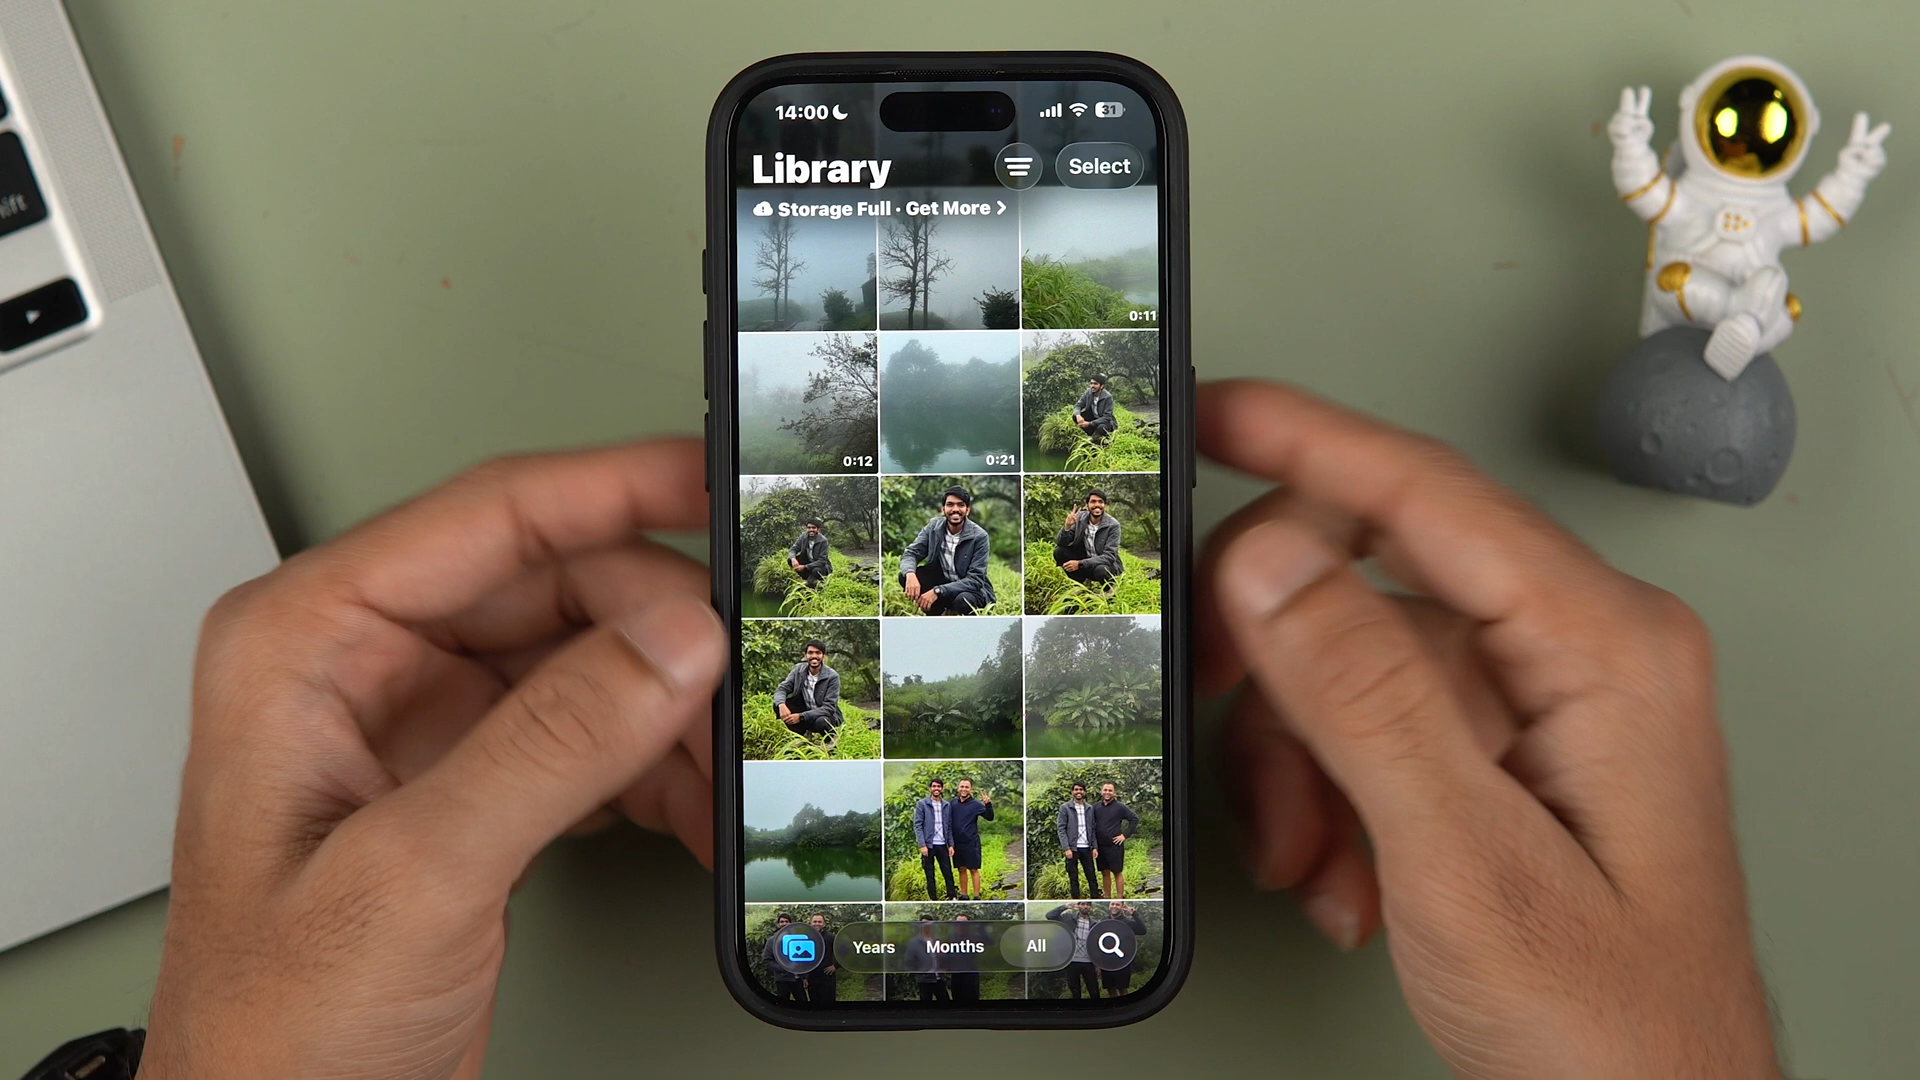 14:00
31
Library
Select
Storage Full · Get More >
0:11
0:12
0:21
Years
Months
All